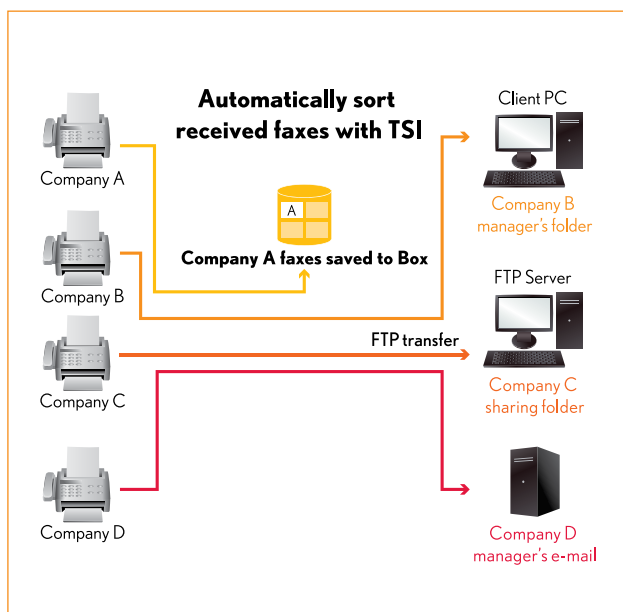 Automatically sort
received faxes with TSI
Client PC
Company A
A
Company B
manager's folder
Company A faxes saved to Box
Company B
FTP Server
FTP transfer
Company C
Company C
sharing folder
Company D
Company D
manager's e-mail